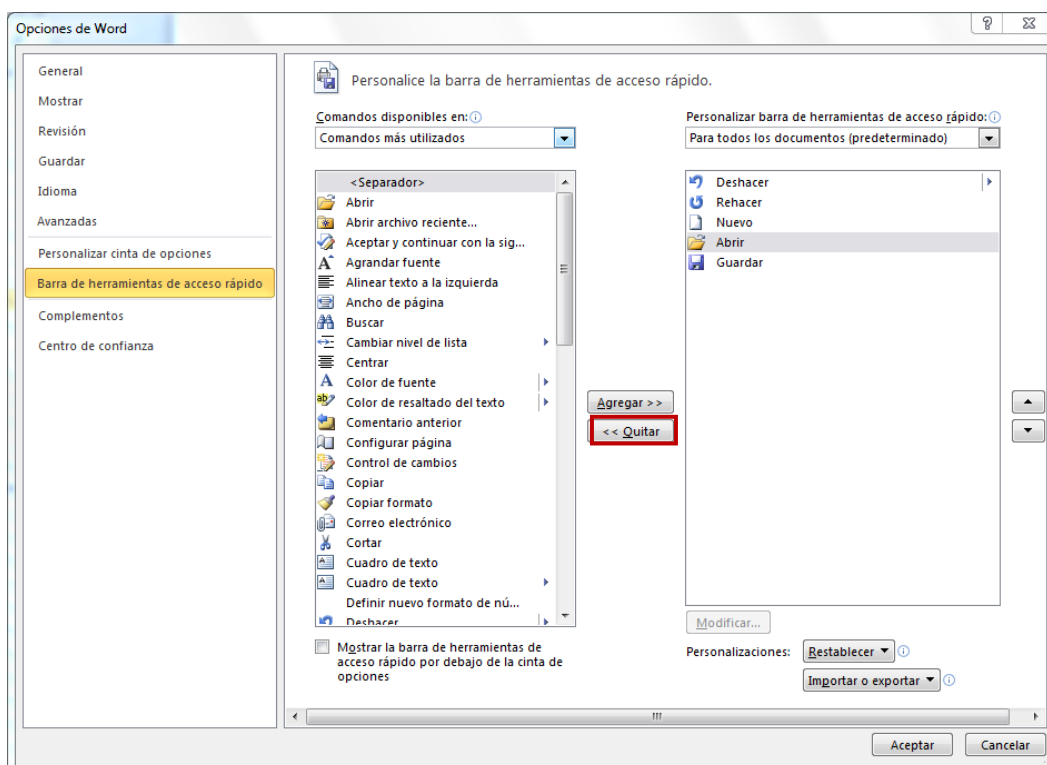 Opciones de Word
General
Mostrar
Revisión
Guardar
Idioma
Avanzadas
Personalizar cinta de opciones
Barra de herramientas de acceso rápido
Complementos
Centro de confianza
Personalice la barra de herramientas de acceso rápido.
Comandos disponibles en:
Comandos más utilizados
<Separador>
Abrir
Abrir archivo reciente...
Aceptar y continuar con la sig...
Agrandar fuente
Alinear texto a la izquierda
Ancho de página
Buscar
Cambiar nivel de lista
Centrar
Color de fuente
Color de resaltado del texto
Comentario anterior
Configurar página
Control de cambios
Copiar
Copiar formato
Correo electrónico
Cortar
Cuadro de texto
Cuadro de texto
Definir nuevo formato de nú...
Deshacer
Mostrar la barra de herramientas de
acceso rápido por debajo de la cinta de
opciones
Agregar >>
<< Quitar
Personalizar barra de herramientas de acceso rápido:
Para todos los documentos (predeterminado)
Deshacer
Rehacer
Nuevo
Abrir
Guardar
Modificar...
Personalizaciones:
Restablecer
Importar o exportar
Aceptar
Cancelar